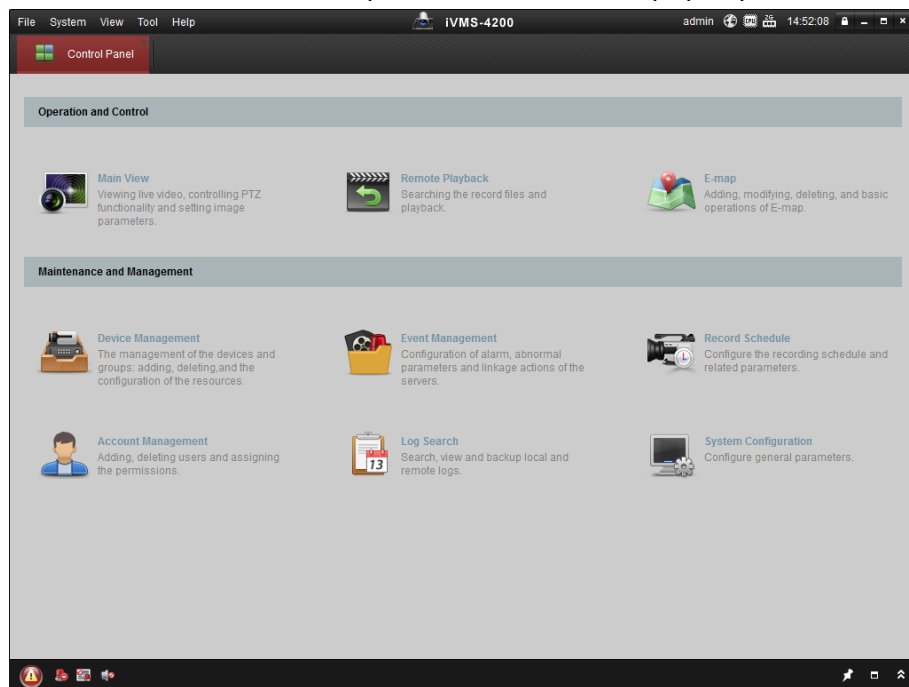 File System View Tool Help iVMS-4200 admin CPU 2G 14:52:08
Control Panel
Operation and Control
Main View
Viewing live video, controlling PTZ
functionality and setting image
parameters.
Remote Playback
Searching the record files and
playback.
E-map
Adding, modifying, deleting, and basic
operations of E-map.
Maintenance and Management
Device Management
The management of the devices and
groups: adding, deleting,and the
configuration of the resources.
Event Management
Configuration of alarm, abnormal
parameters and linkage actions of the
servers.
Record Schedule
Configure the recording schedule and
related parameters.
Account Management
Adding, deleting users and assigning
the permissions.
13
Log Search
Search, view and backup local and
remote logs.
System Configuration
Configure general parameters.